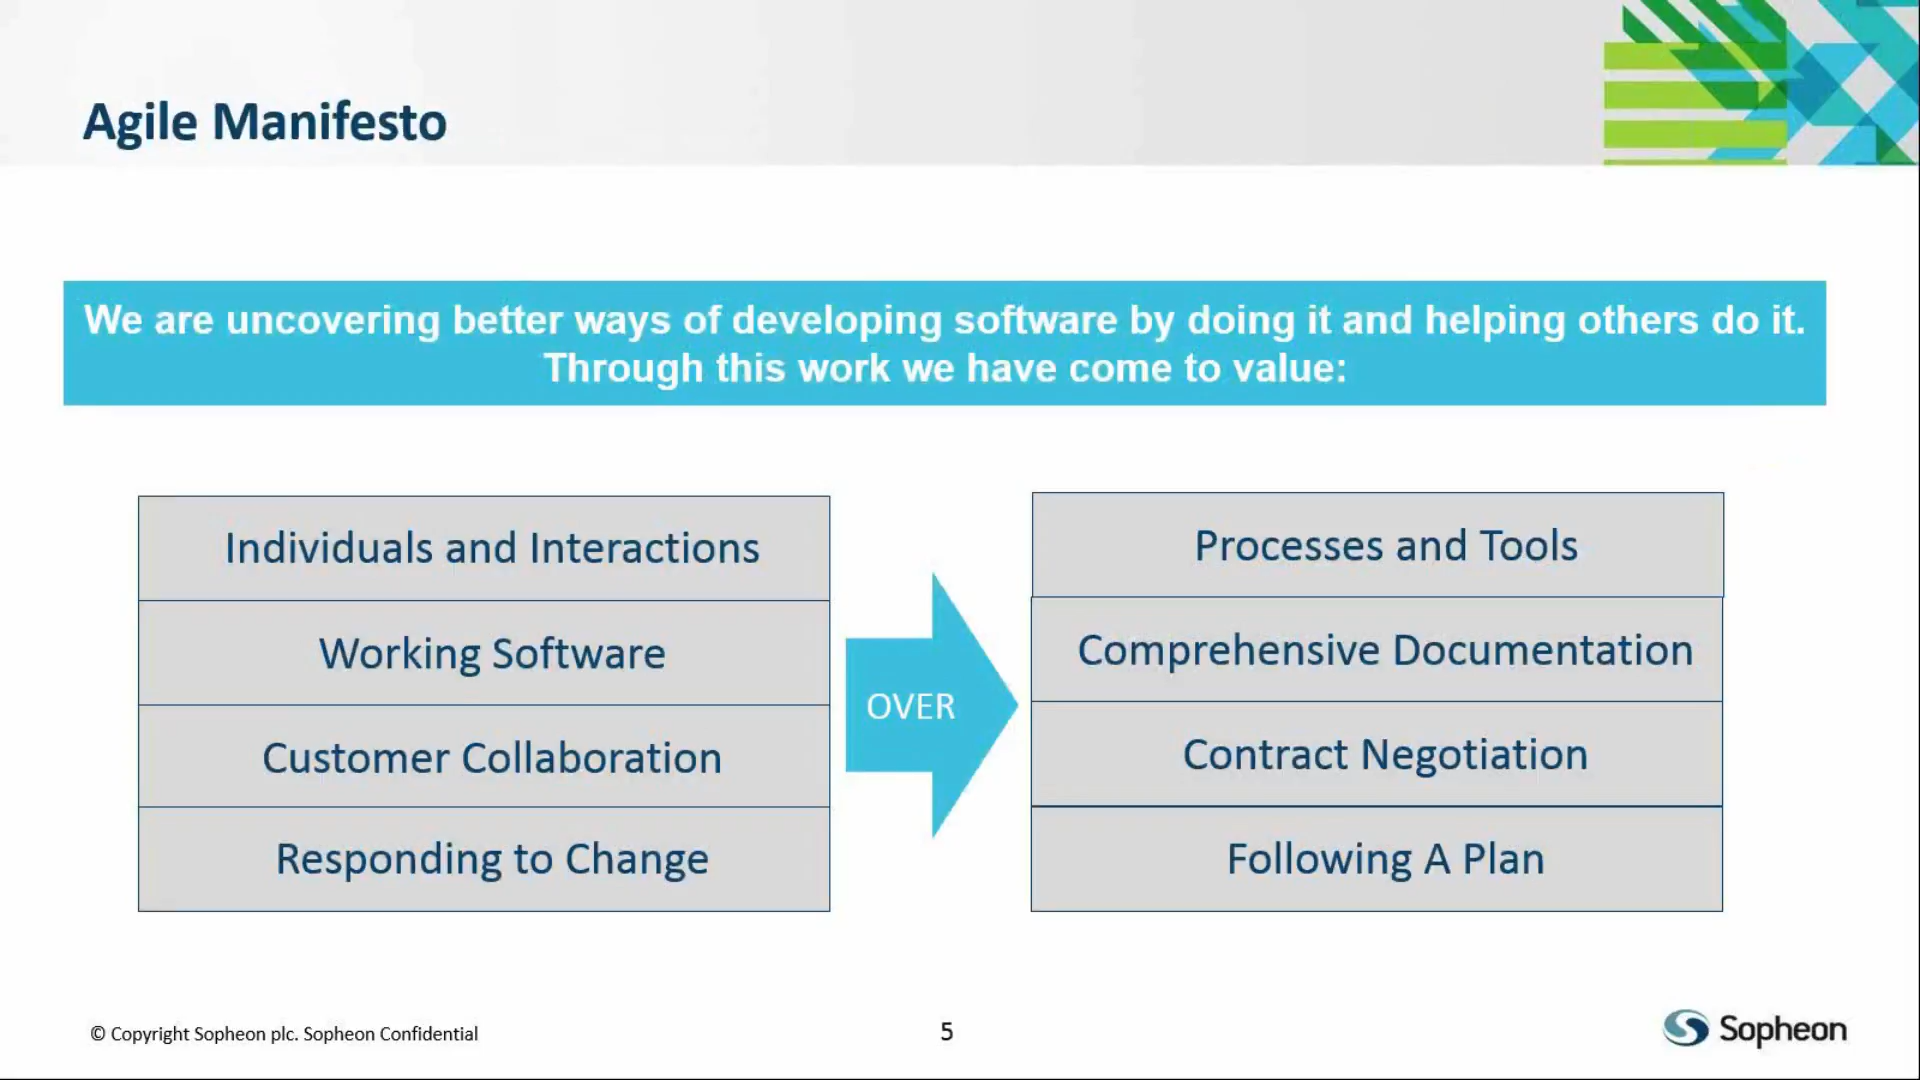 Agile Manifesto
We are uncovering better ways of developing software by doing it and helping others do it.
Through this work we have come to value:
Individuals and Interactions
Working Software
Customer Collaboration
Responding to Change
OVER
Processes and Tools
Comprehensive Documentation
Contract Negotiation
Following A Plan
© Copyright Sopheon plc. Sopheon Confidential
5
Sopheon